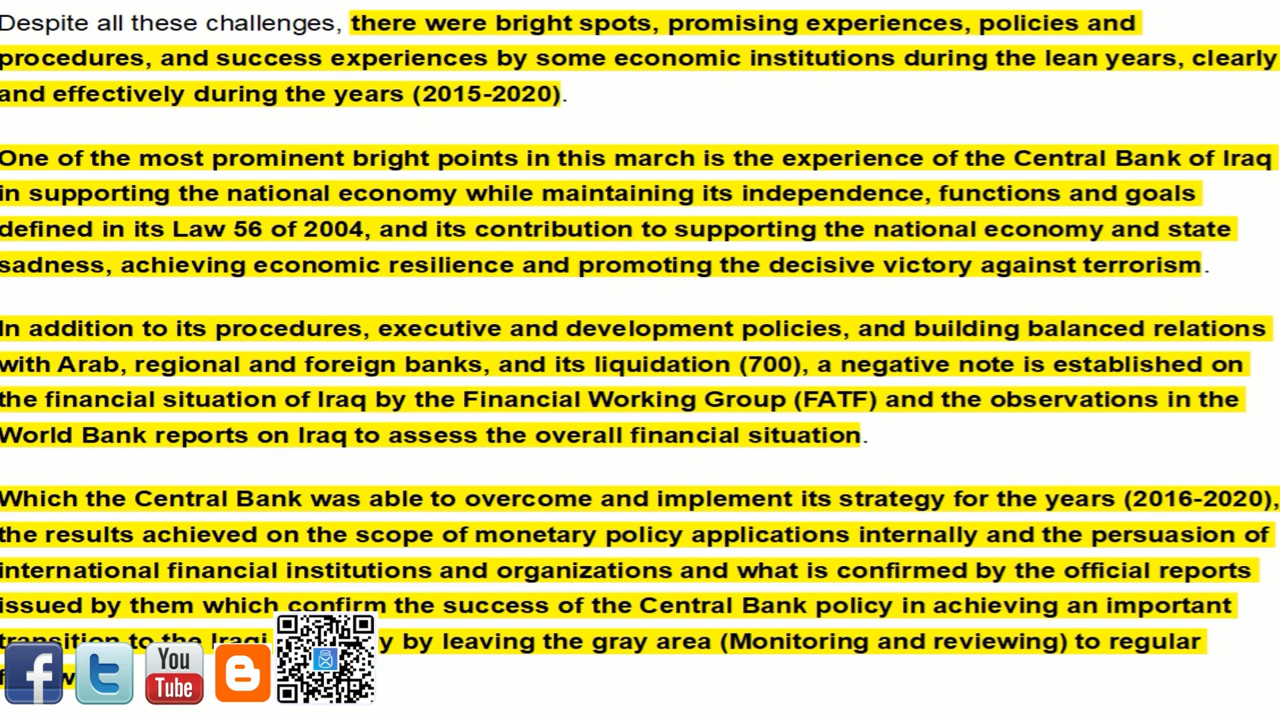 Despite all these challenges, there were bright spots, promising experiences, policies and
procedures, and success experiences by some economic institutions during the lean years, clearly
and effectively during the years (2015-2020).
One of the most prominent bright points in this march is the experience of the Central Bank of Iraq
in supporting the national economy while maintaining its independence, functions and goals
defined in its Law 56 of 2004, and its contribution to supporting the national economy and state
sadness, achieving economic resilience and promoting the decisive victory against terrorism.
In addition to its procedures, executive and development policies, and building balanced relations
with Arab, regional and foreign banks, and its liquidation (700), a negative note is established on
the financial situation of Iraq by the Financial Working Group (FATF) and the observations in the
World Bank reports on Iraq to assess the overall financial situation.
Which the Central Bank was able to overcome and implement its strategy for the years (2016-2020),
the results achieved on the scope of monetary policy applications internally and the persuasion of
international financial institutions and organizations and what is confirmed by the official reports
issued by them which confirm the success of the Central Bank policy in achieving an important
transition to the Iraqi by leaving the gray area (Monitoring and reviewing) to regular
You
Tube